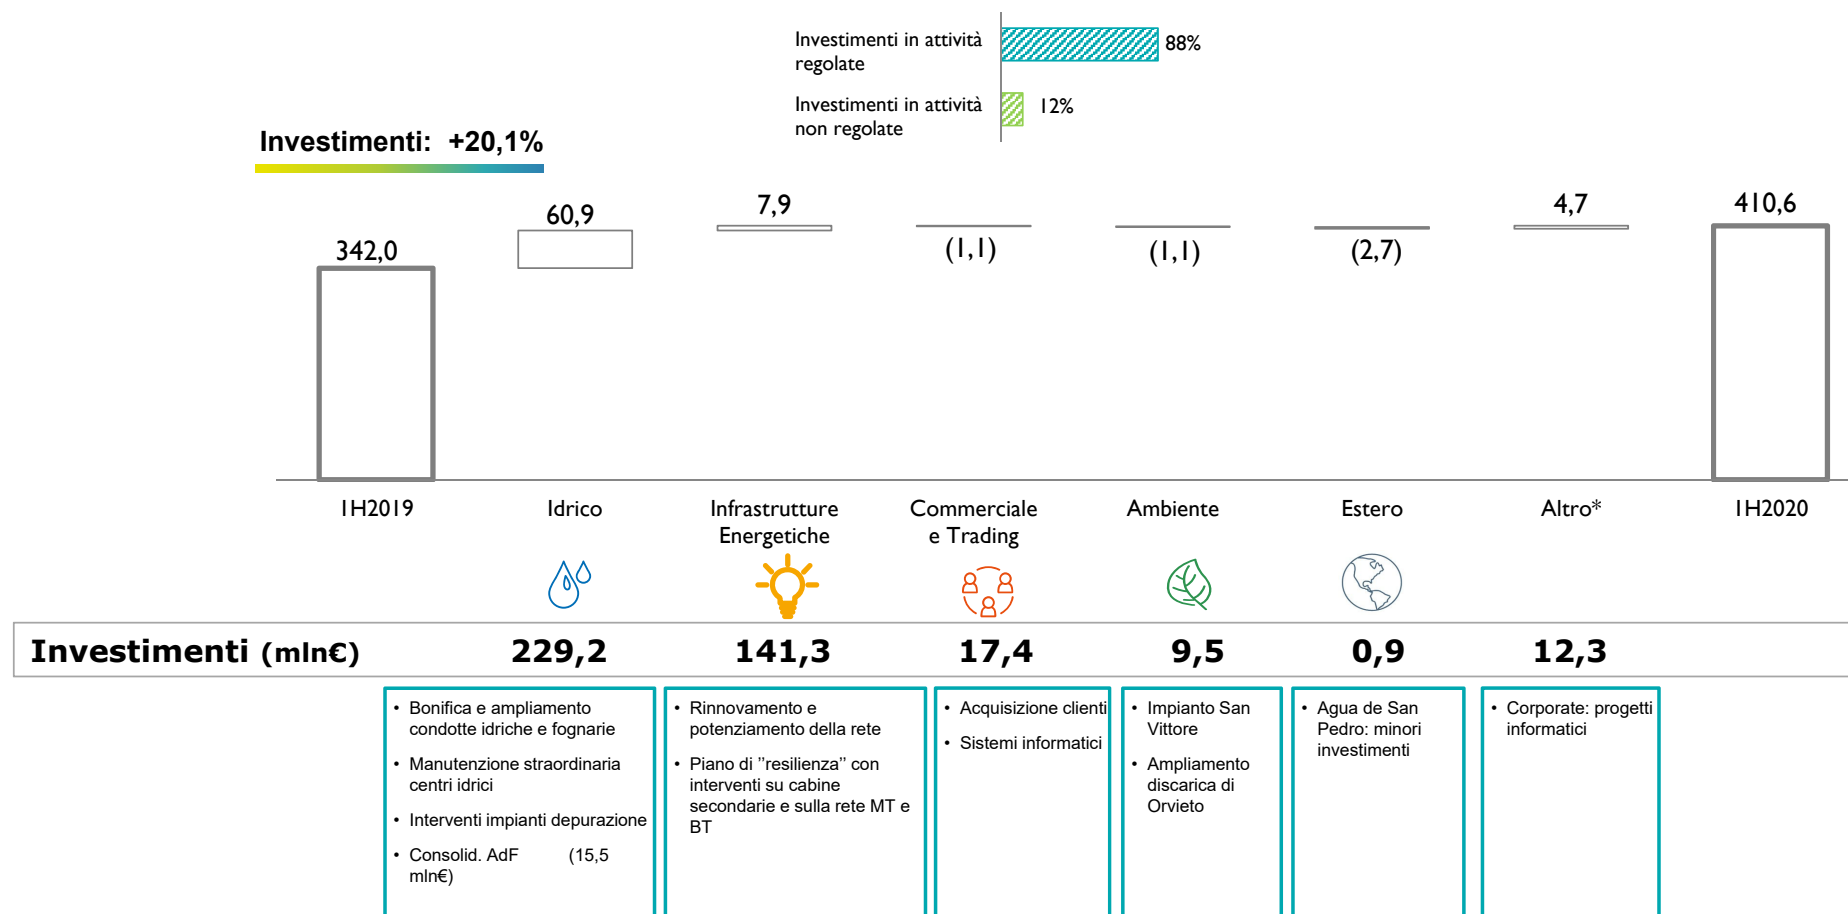 Investimenti in attività
regolate
88%
Investimenti in attività
non regolate
12%
Investimenti: +20,1%
342,0
60,9
7,9
(1,1)
(1,1)
(2,7)
4,7
410,6
1H2019
Idrico
Infrastrutture
Energetiche
Commerciale
e Trading
Ambiente
Estero
Altro*
1H2020
Investimenti (mln€) 229,2 141,3 17,4 9,5 0,9 12,3
• Bonifica e ampliamento
condotte idriche e fognarie
• Manutenzione straordinaria
centri idrici
• Interventi impianti depurazione
• Consolid. AdF (15,5
mln€)
• Rinnovamento e
potenziamento della rete
• Piano di ”resilienza” con
interventi su cabine
secondarie e sulla rete MT e
BT
• Acquisizione clienti
• Sistemi informatici
• Impianto San
Vittore
• Ampliamento
discarica di
Orvieto
• Agua de San
Pedro: minori
investimenti
• Corporate: progetti
informatici